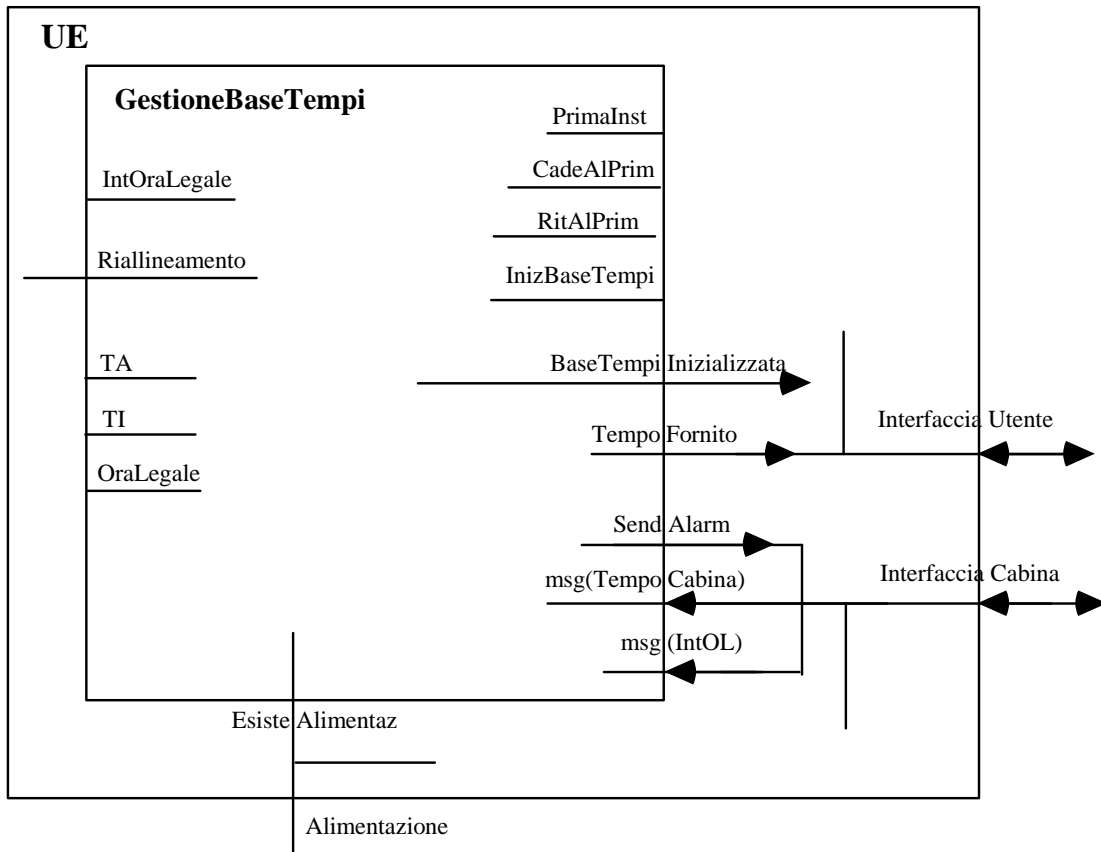 UE
GestioneBaseTempi
PrimaInst
CadeAlPrim
IntOraLegale
RitAlPrim
Riallineamento
InizBaseTempi
TA
BaseTempi Inizializzata
TI
Tempo Fornito
Interfaccia Utente
OraLegale
Send Alarm
msg(Tempo Cabina)
Interfaccia Cabina
msg (IntOL)
Esiste Alimentaz
Alimentazione